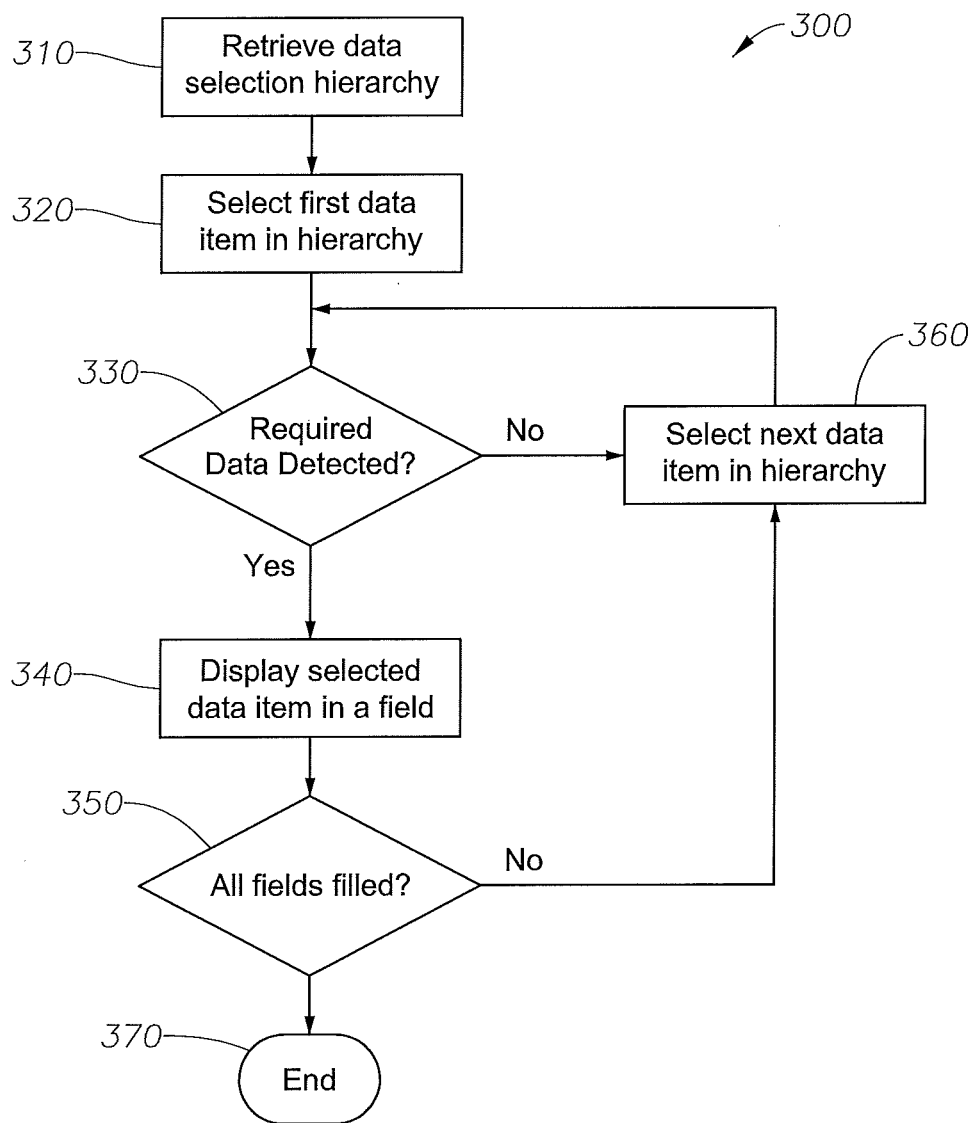 300
310
Retrieve data
selection hierarchy
320
Select first data
item in hierarchy
330
Required
Data Detected?
No
360
Select next data
item in hierarchy
Yes
340
Display selected
data item in a field
350
All fields filled?
No
370
End